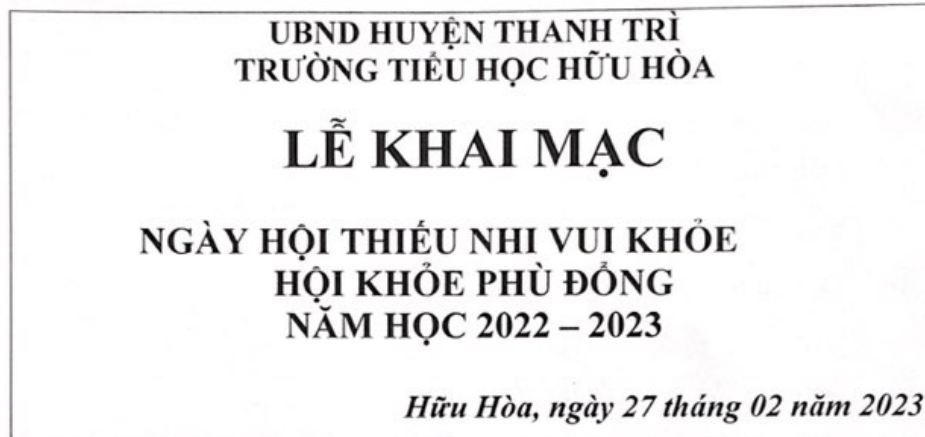 UBND HUYỆN THANH TRÌ
TRƯỜNG TIỂU HỌC HỮU HÒA
LỄ KHAI MẠC
NGÀY HỘI THIẾU NHI VUI KHỎE
HỘI KHỎE PHÙ ĐỔNG
NĂM HỌC 2022 – 2023
Hữu Hòa, ngày 27 tháng 02 năm 2023